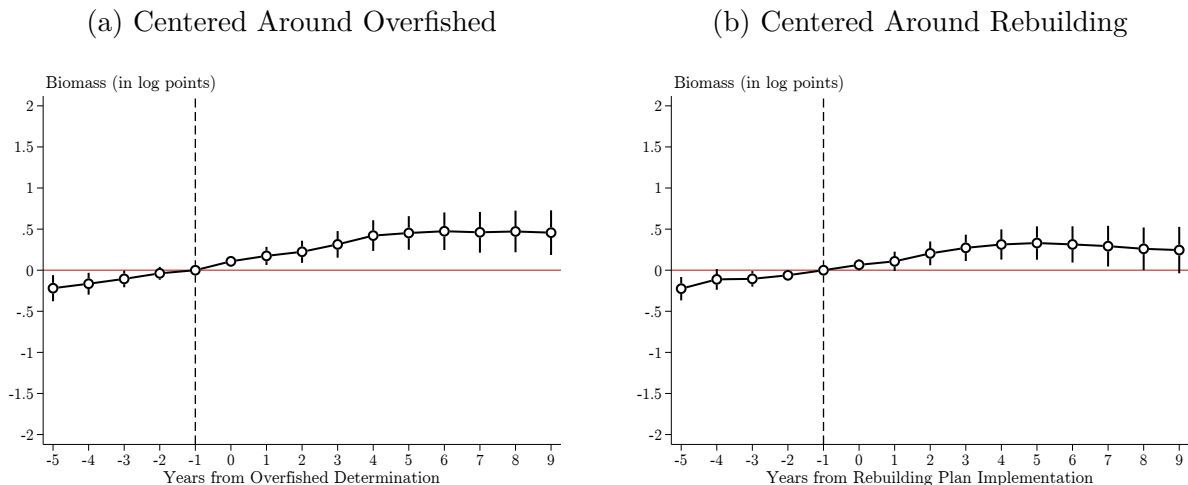 (a) Centered Around Overfished
Biomass (in log points)
2
1.5
1
.5
0
-.5
-1
-1.5
-2
-5 -4 -3 -2 -1 0 1 2 3 4 5 6 7 8 9
Years from Overfished Determination
(b) Centered Around Rebuilding
Biomass (in log points)
2
1.5
1
.5
0
-.5
-1
-1.5
-2
-5 -4 -3 -2 -1 0 1 2 3 4 5 6 7 8 9
Years from Rebuilding Plan Implementation